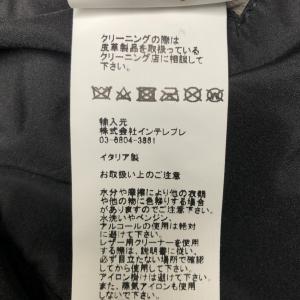 クリーニングの際は
皮革製品を取扱っている
クリーニング店に相談して
下さい。
輸入元
株式会社インテレプレ
03-6804-3861
イタリア製
お取扱い上のご注意
水分や摩擦により他の衣類
や他の物に色移りする場合
がありますのでご注意下さい。
水洗いやベンジン、
アルコールの使用は絶対
に避けて下さい。
レザー用クリーナーを使用する
際は、説明書に従い、
必ず目立たない場所で確認
してから使用して下さい。
アイロン掛けは避けて下さい。
また、蒸気アイロンも使用
しないで下さい。